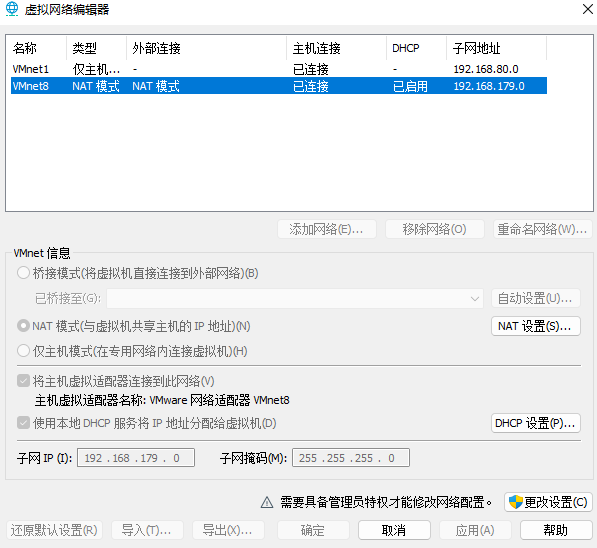 虚拟网络编辑器
名称 类型 外部连接 主机连接 DHCP 子网地址
VMnet1 仅主机... - 已连接 - 192.168.80.0
VMnet8 NAT 模式 NAT 模式 已连接 已启用 192.168.179.0
添加网络(E)... 移除网络(O) 重命名网络(W)...
VMnet 信息
桥接模式(将虚拟机直接连接到外部网络)(B)
已桥接至(G): 自动设置(U)...
NAT 模式(与虚拟机共享主机的 IP 地址)(N) NAT 设置(S)...
仅主机模式(在专用网络内连接虚拟机)(H)
将主机虚拟适配器连接到此网络(V)
主机虚拟适配器名称: VMware 网络适配器 VMnet8
使用本地 DHCP 服务将 IP 地址分配给虚拟机(D) DHCP 设置(P)...
子网 IP (I): 192 . 168 . 179 . 0 子网掩码(M): 255 . 255 . 255 . 0
需要具备管理员特权才能修改网络配置。 更改设置(C)
还原默认设置(R) 导入(T)... 导出(X)... 确定 取消 应用(A) 帮助